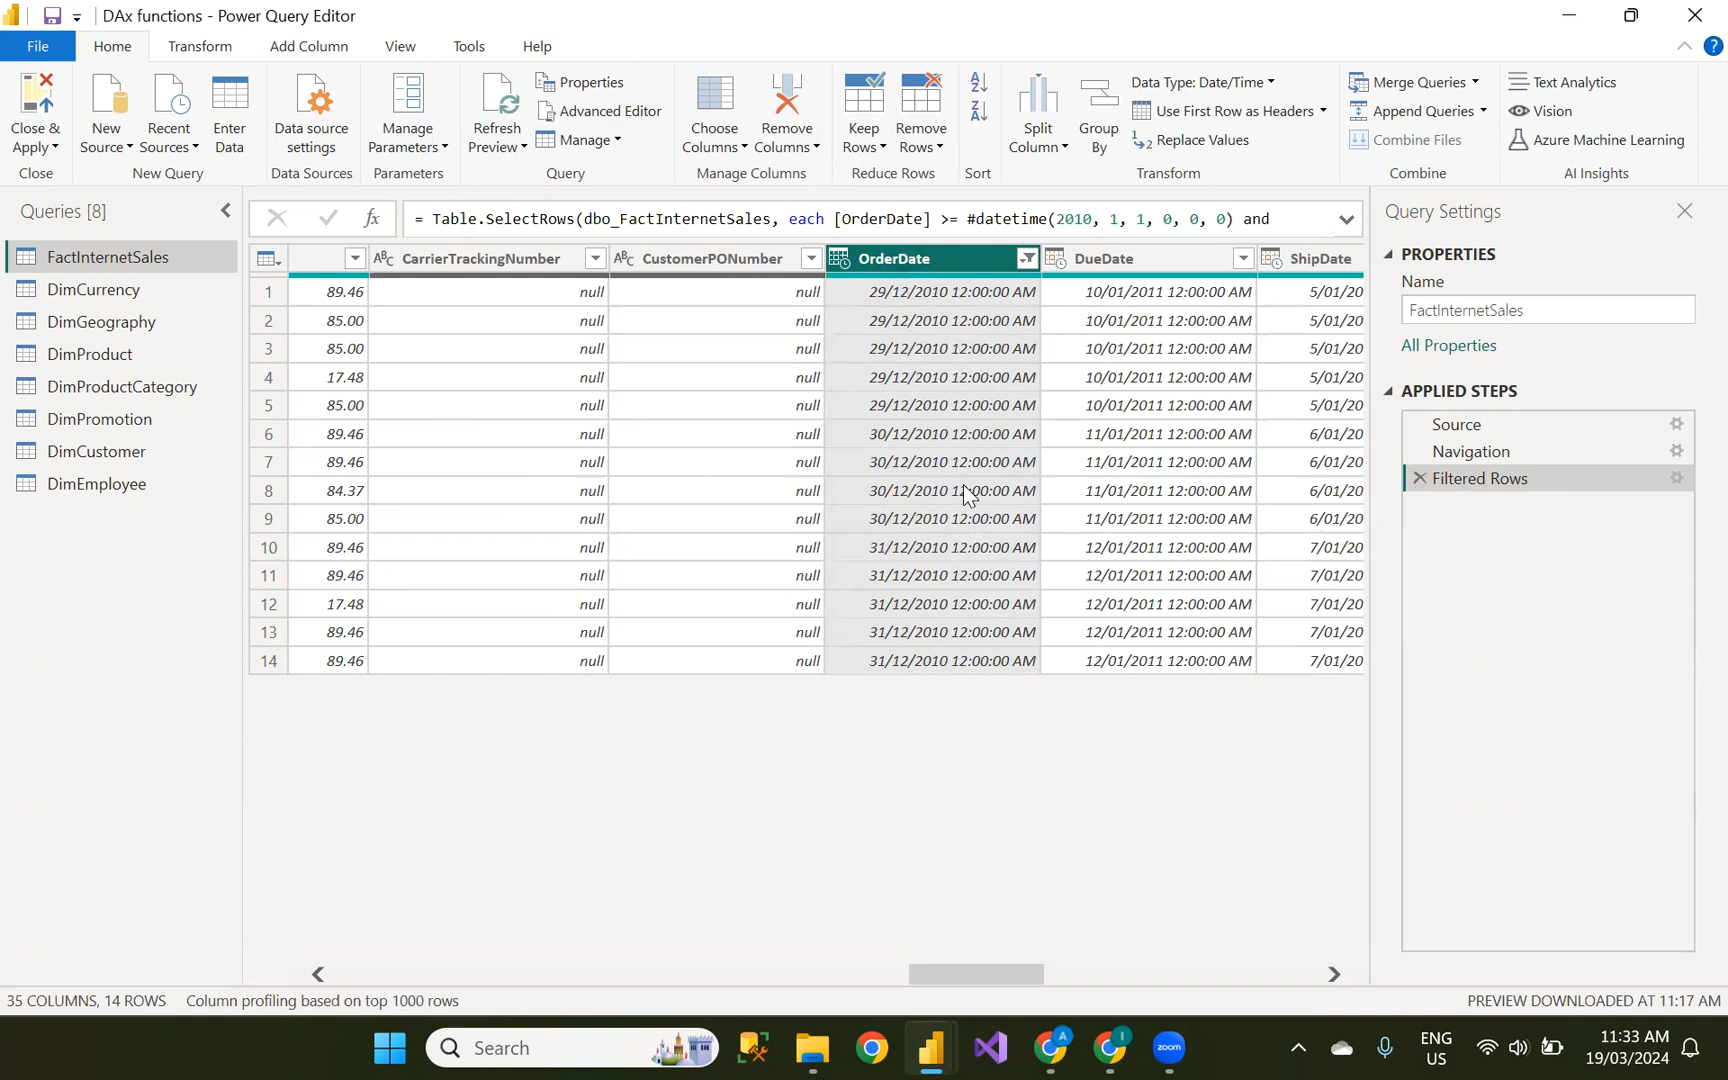 DAx functions - Power Query Editor
File Home Transform Add Column View Tools Help
Close & Apply
New Source
Recent Sources
Enter Data
Data source settings
Manage Parameters
Refresh Preview
Properties
Advanced Editor
Manage
Choose Columns
Remove Columns
Keep Rows
Remove Rows
A Z
Z A
Split Column
Group By
Data Type: Date/Time
Use First Row as Headers
1 2 Replace Values
Merge Queries
Append Queries
Combine Files
Text Analytics
Vision
Azure Machine Learning
Close New Query Data Sources Parameters Query Manage Columns Reduce Rows Sort Transform Combine AI Insights
Queries [8]
FactInternetSales
DimCurrency
DimGeography
DimProduct
DimProductCategory
DimPromotion
DimCustomer
DimEmployee
fx = Table.SelectRows(dbo_FactInternetSales, each [OrderDate] >= #datetime(2010, 1, 1, 0, 0, 0) and
ABC CarrierTrackingNumber ABC CustomerPONumber OrderDate DueDate ShipDate
1 89.46 null null 29/12/2010 12:00:00 AM 10/01/2011 12:00:00 AM 5/01/20
2 85.00 null null 29/12/2010 12:00:00 AM 10/01/2011 12:00:00 AM 5/01/20
3 85.00 null null 29/12/2010 12:00:00 AM 10/01/2011 12:00:00 AM 5/01/20
4 17.48 null null 29/12/2010 12:00:00 AM 10/01/2011 12:00:00 AM 5/01/20
5 85.00 null null 29/12/2010 12:00:00 AM 10/01/2011 12:00:00 AM 5/01/20
6 89.46 null null 30/12/2010 12:00:00 AM 11/01/2011 12:00:00 AM 6/01/20
7 89.46 null null 30/12/2010 12:00:00 AM 11/01/2011 12:00:00 AM 6/01/20
8 84.37 null null 30/12/2010 12:00:00 AM 11/01/2011 12:00:00 AM 6/01/20
9 85.00 null null 30/12/2010 12:00:00 AM 11/01/2011 12:00:00 AM 6/01/20
10 89.46 null null 31/12/2010 12:00:00 AM 12/01/2011 12:00:00 AM 7/01/20
11 89.46 null null 31/12/2010 12:00:00 AM 12/01/2011 12:00:00 AM 7/01/20
12 17.48 null null 31/12/2010 12:00:00 AM 12/01/2011 12:00:00 AM 7/01/20
13 89.46 null null 31/12/2010 12:00:00 AM 12/01/2011 12:00:00 AM 7/01/20
14 89.46 null null 31/12/2010 12:00:00 AM 12/01/2011 12:00:00 AM 7/01/20
Query Settings
PROPERTIES
Name
FactInternetSales
All Properties
APPLIED STEPS
Source
Navigation
Filtered Rows
35 COLUMNS, 14 ROWS Column profiling based on top 1000 rows PREVIEW DOWNLOADED AT 11:17 AM
Search
A
I
zoom
ENG
US
11:33 AM
19/03/2024